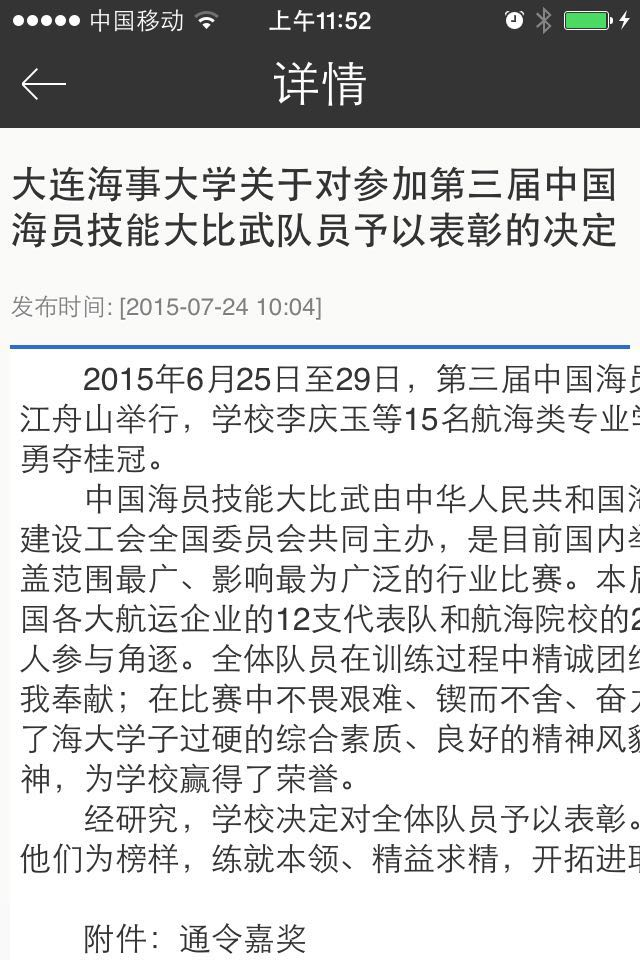 中国移动 上午11:52
详情
大连海事大学关于对参加第三届中国
海员技能大比武队员予以表彰的决定
发布时间: [2015-07-24 10:04]
2015年6月25日至29日，第三届中国海
江舟山举行，学校李庆玉等15名航海类专业
勇夺桂冠。
中国海员技能大比武由中华人民共和国
建设工会全国委员会共同主办，是目前国内
盖范围最广、影响最为广泛的行业比赛。本
国各大航运企业的12支代表队和航海院校的
人参与角逐。全体队员在训练过程中精诚团
我奉献；在比赛中不畏艰难、锲而不舍、奋
了海大学子过硬的综合素质、良好的精神风
神，为学校赢得了荣誉。
经研究，学校决定对全体队员予以表彰。
他们为榜样，练就本领、精益求精，开拓进
附件：通令嘉奖